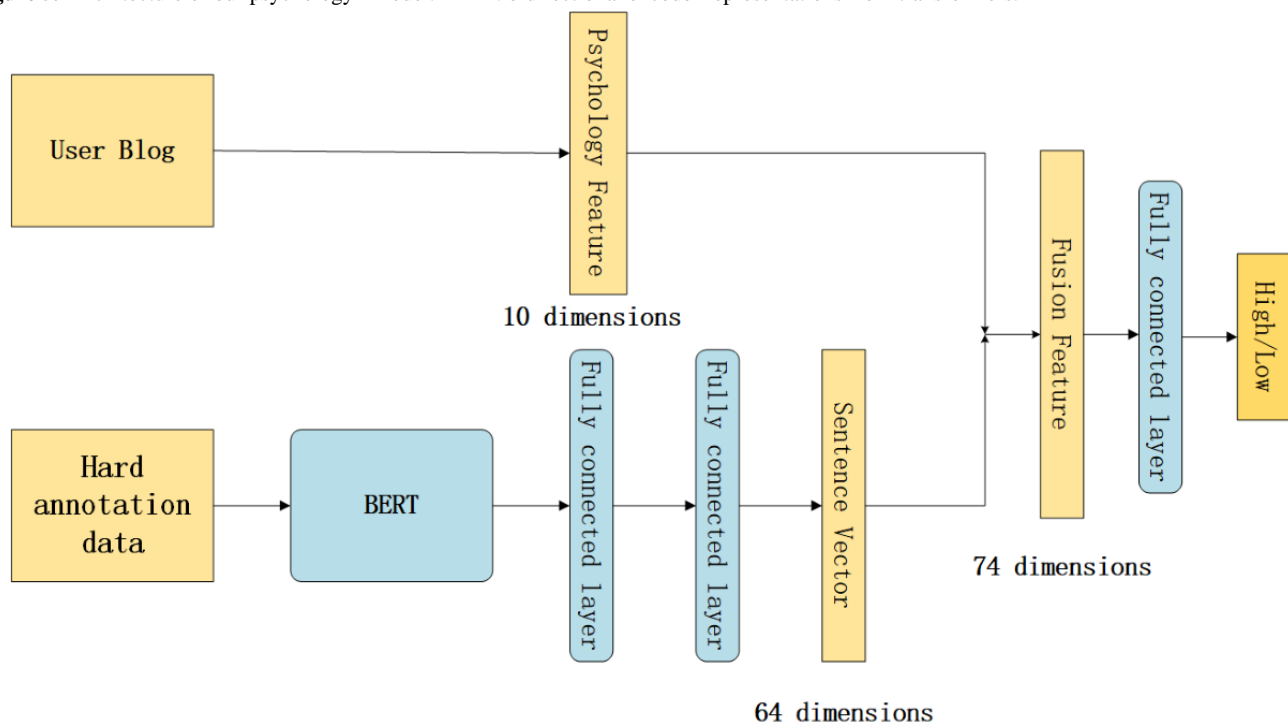 User Blog
Psychology Feature
10 dimensions
Hard
annotation
data
BERT
Fully connected layer
Fully connected layer
Sentence Vector
64 dimensions
Fusion Feature
74 dimensions
Fully connected layer
High/Low